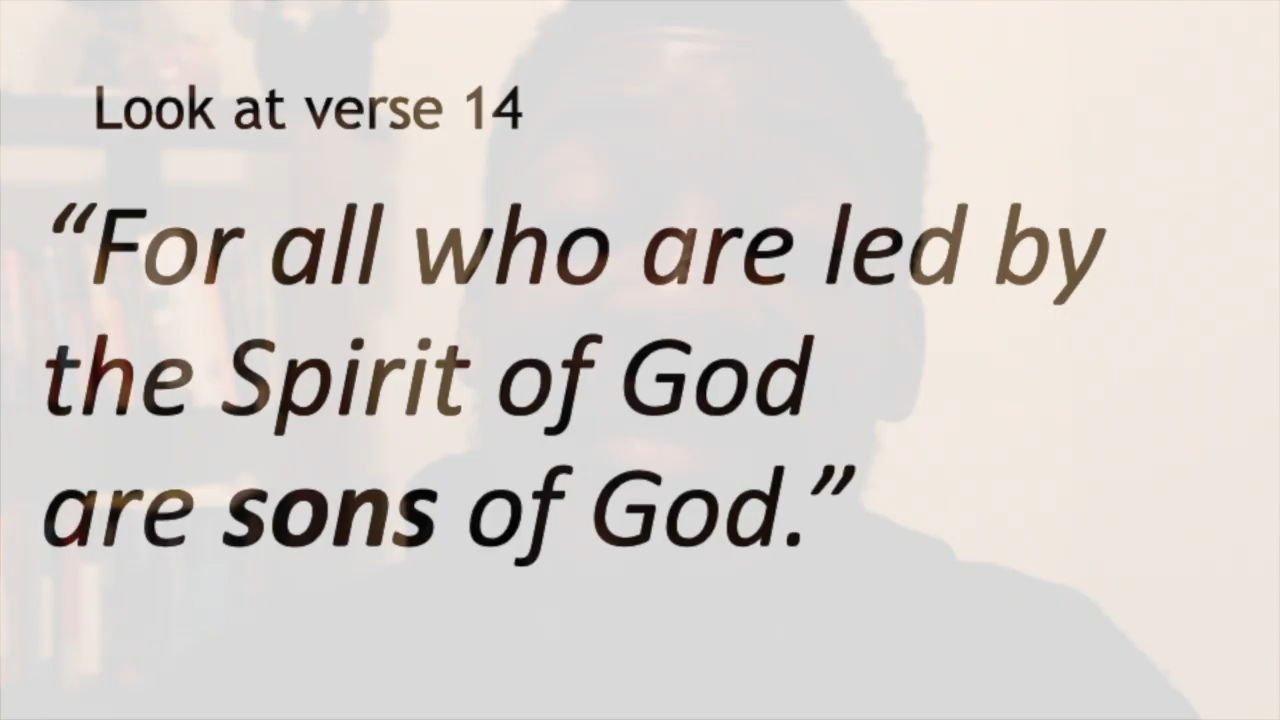 Look at verse 14
“For all who are led by
the Spirit of God
are sons of God.”